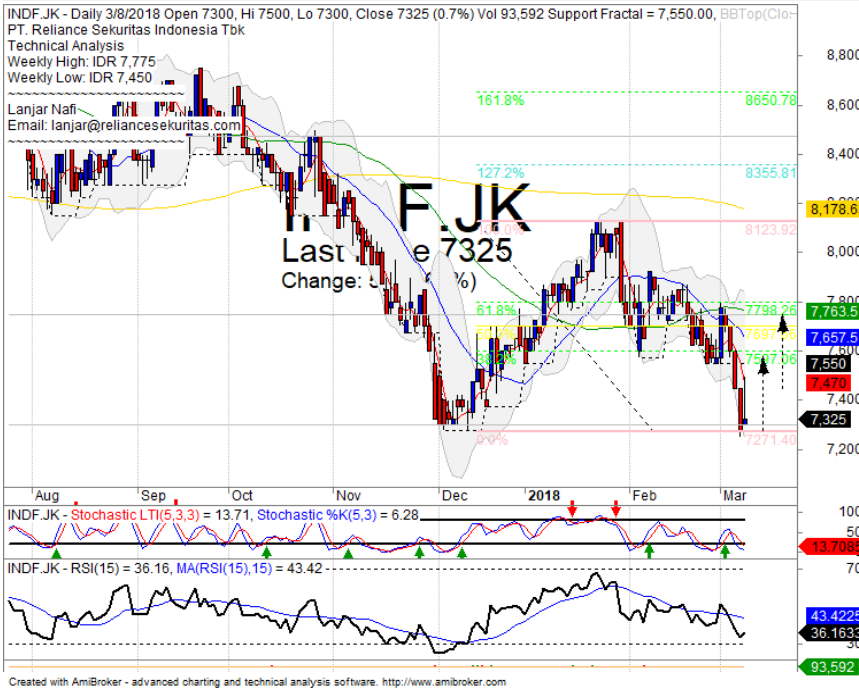 INDF.JK - Daily 3/8/2018 Open 7300, Hi 7500, Lo 7300, Close 7325 (0.7%) Vol 93,592 Support Fractal = 7,550.00, BBTop(Clo
PT. Reliance Sekuritas Indonesia Tbk
Technical Analysis
Weekly High: IDR 7,775
Weekly Low: IDR 7,450
~~~~~~~~~~~~~~~~~~~~
Lanjar Nafi
Email: lanjar@reliancesekuritas.com
~~~~~~~~~~~~~~~~~~~~
8,800
161.8% 8650.78
8,600
8,400
127.2% 8355.81
8,178.6
F.JK
100.0% 8123.92
Last e 7325
8,000
Change: %)
7,800
61.8% 7798.26
7,763.5
7,657.5
7,600
7,550
7,470
7,400
7,325
0.0% 7271.40
7,200
Aug Sep Oct Nov Dec 2018 Feb Mar
INDF.JK - Stochastic LTI(5,3,3) = 13.71, Stochastic %K(5,3) = 6.28
100
50
13.7085
INDF.JK - RSI(15) = 36.16, MA(RSI(15),15) = 43.42
70
43.4225
36.1633
30
93,592
Created with AmiBroker - advanced charting and technical analysis software. http://www.amibroker.com